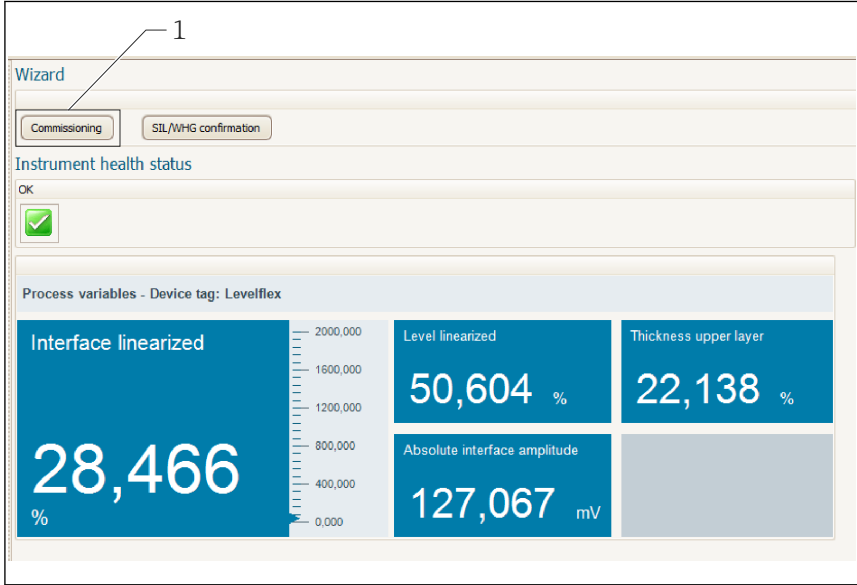 1
Wizard
Commissioning
SIL/WHG confirmation
Instrument health status
OK
Process variables - Device tag: Levelflex
Interface linearized
28,466
%
2000,000
1600,000
1200,000
800,000
400,000
0,000
Level linearized
50,604 %
Thickness upper layer
22,138 %
Absolute interface amplitude
127,067 mV